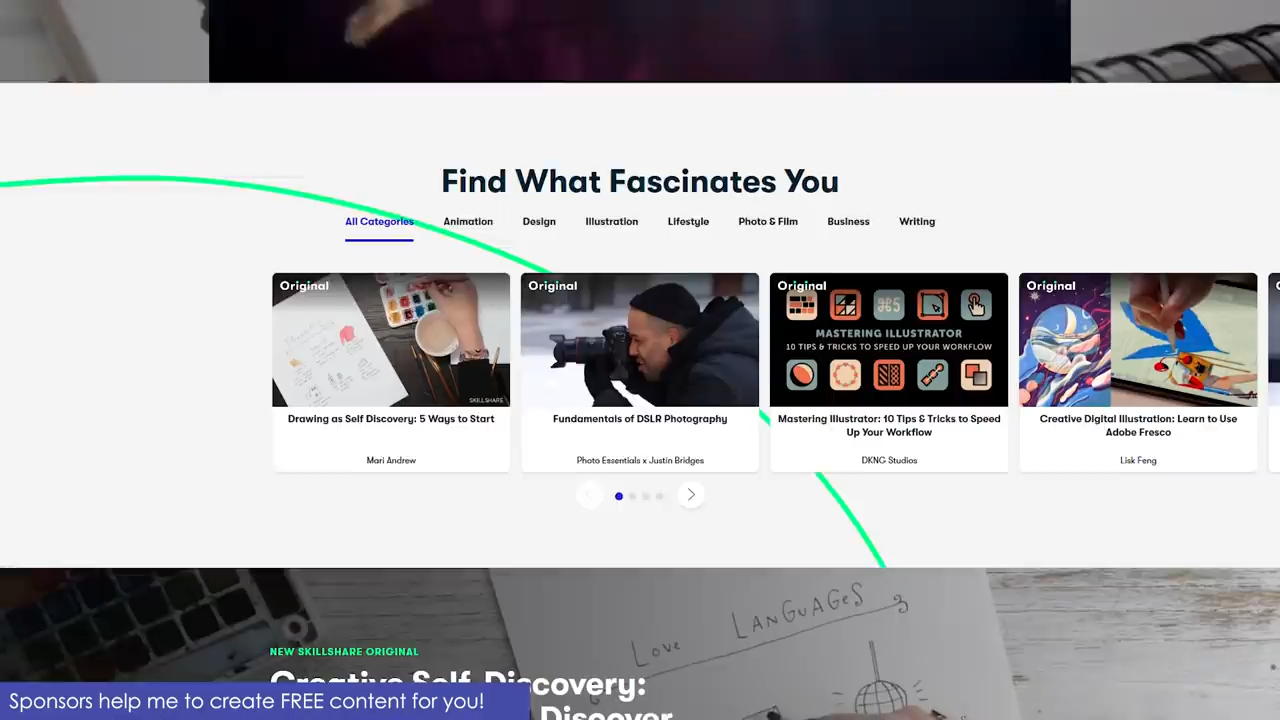 Find What Fascinates You
All Categories Animation Design Illustration Lifestyle Photo & Film Business Writing
Original
SKILLSHARE
Drawing as Self Discovery: 5 Ways to Start
Mari Andrew
Original
Fundamentals of DSLR Photography
Photo Essentials x Justin Bridges
Original
⌘5
MASTERING ILLUSTRATOR
10 TIPS & TRICKS TO SPEED UP YOUR WORKFLOW
Mastering Illustrator: 10 Tips & Tricks to Speed
Up Your Workflow
DKNG Studios
Original
Creative Digital Illustration: Learn to Use
Adobe Fresco
Lisk Feng
Love LANGUAGES
NEW SKILLSHARE ORIGINAL
Creative Self-Discovery:
Discover
Sponsors help me to create FREE content for you!